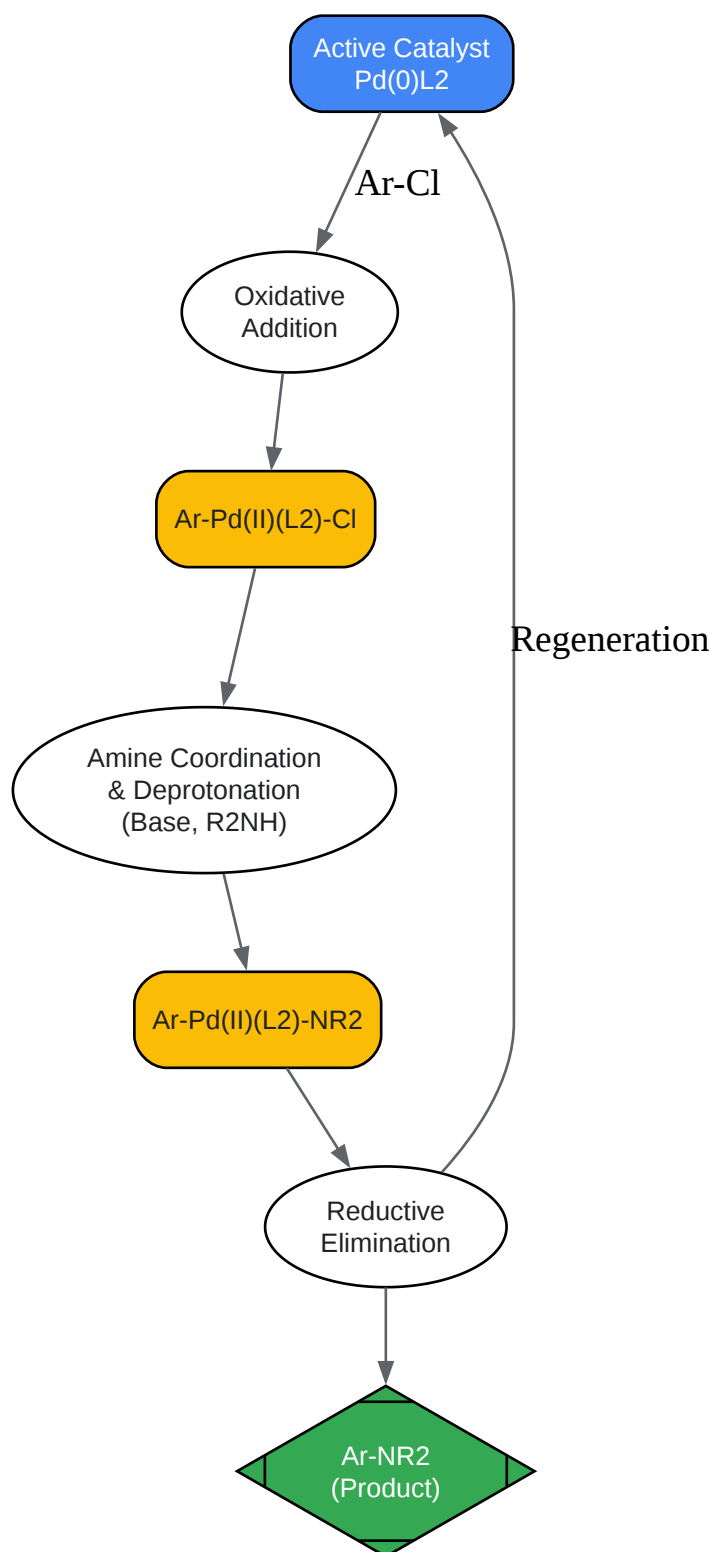 Active Catalyst
Pd(0)L2
Ar-Cl
Oxidative
Addition
Ar-Pd(II)(L2)-Cl
Regeneration
Amine Coordination
& Deprotonation
(Base, R2NH)
Ar-Pd(II)(L2)-NR2
Reductive
Elimination
Ar-NR2
(Product)